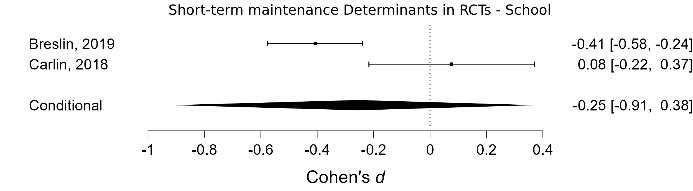 Short-term maintenance Determinants in RCTs - School
Breslin, 2019 -0.41 [-0.58, -0.24]
Carlin, 2018 0.08 [-0.22, 0.37]
Conditional -0.25 [-0.91, 0.38]
-1 -0.8 -0.6 -0.4 -0.2 0 0.2 0.4
Cohen's d